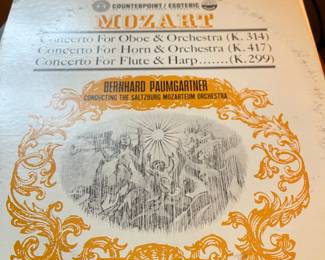 COUNTERPOINT / ESOTERIC
MOZART
Concerto For Oboe & Orchestra (K. 314)
Concerto For Horn & Orchestra (K. 417)
Concerto For Flute & Harp.......(K. 299)
BERNHARD PAUMGARTNER
CONDUCTING THE SALZBURG MOZARTEUM ORCHESTRA